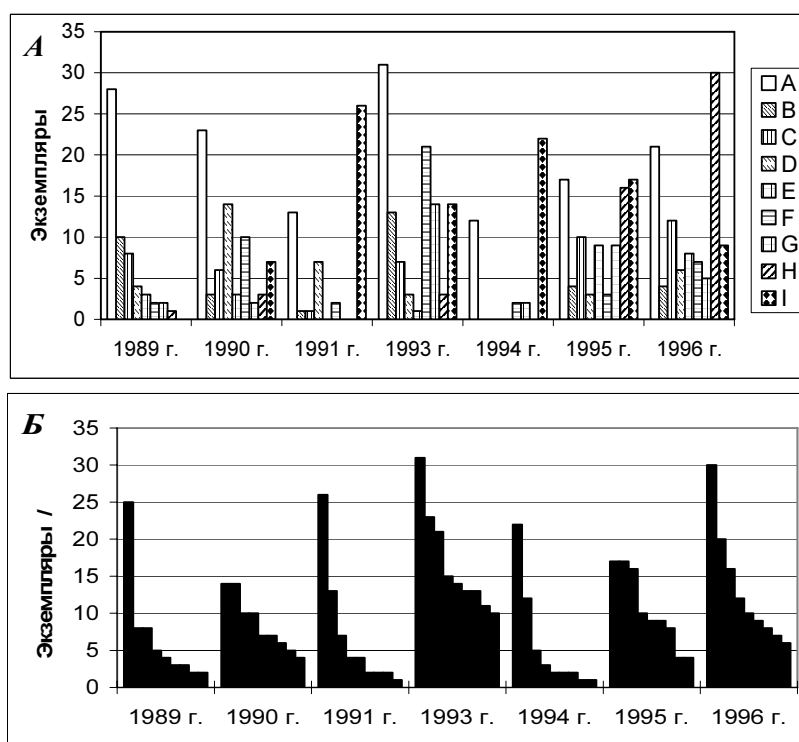 А
35
30
25
20
15
10
5
0
Экземпляры
1989 г. 1990 г. 1991 г. 1993 г. 1994 г. 1995 г. 1996 г.
A
B
C
D
E
F
G
H
I
Б
35
30
25
20
15
10
5
0
Экземпляры /
1989 г. 1990 г. 1991 г. 1993 г. 1994 г. 1995 г. 1996 г.